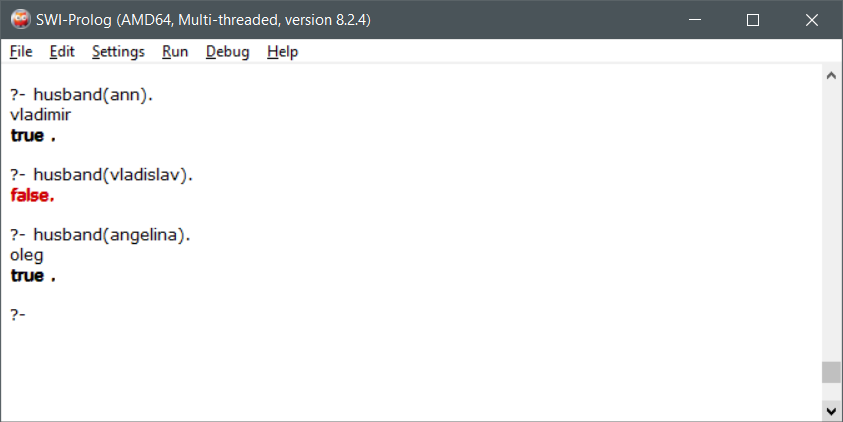 SWI-Prolog (AMD64, Multi-threaded, version 8.2.4)
File Edit Settings Run Debug Help
?- husband(ann).
vladimir
true .
?- husband(vladislav).
false.
?- husband(angelina).
oleg
true .
?-